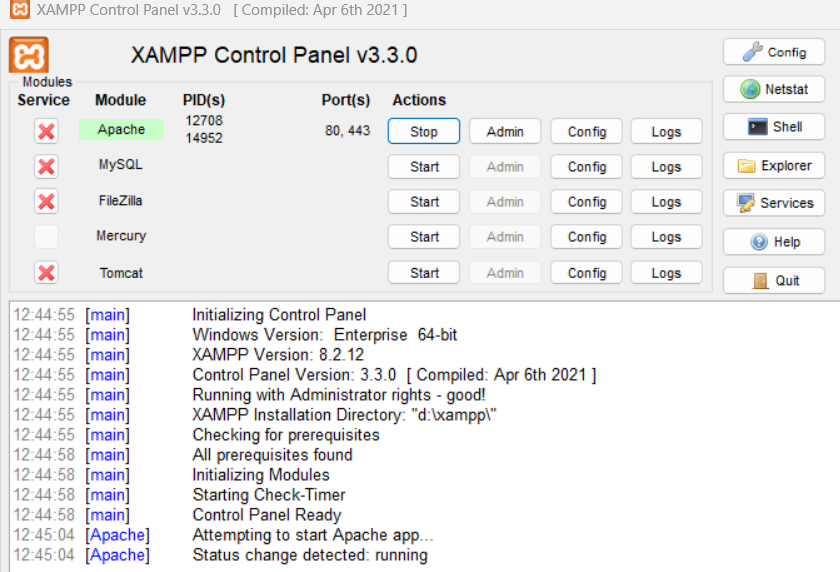 XAMPP Control Panel v3.3.0 [ Compiled: Apr 6th 2021 ]
XAMPP Control Panel v3.3.0
Config
Modules
Service Module PID(s) Port(s) Actions
Netstat
Apache 12708 14952 80, 443 Stop Admin Config Logs
Shell
MySQL Start Admin Config Logs
Explorer
FileZilla Start Admin Config Logs
Services
Mercury Start Admin Config Logs
Help
Tomcat Start Admin Config Logs
Quit
12:44:55 [main] Initializing Control Panel
12:44:55 [main] Windows Version: Enterprise 64-bit
12:44:55 [main] XAMPP Version: 8.2.12
12:44:55 [main] Control Panel Version: 3.3.0 [ Compiled: Apr 6th 2021 ]
12:44:55 [main] Running with Administrator rights - good!
12:44:55 [main] XAMPP Installation Directory: "d:\xampp\"
12:44:55 [main] Checking for prerequisites
12:44:58 [main] All prerequisites found
12:44:58 [main] Initializing Modules
12:44:58 [main] Starting Check-Timer
12:44:58 [main] Control Panel Ready
12:45:04 [Apache] Attempting to start Apache app...
12:45:04 [Apache] Status change detected: running